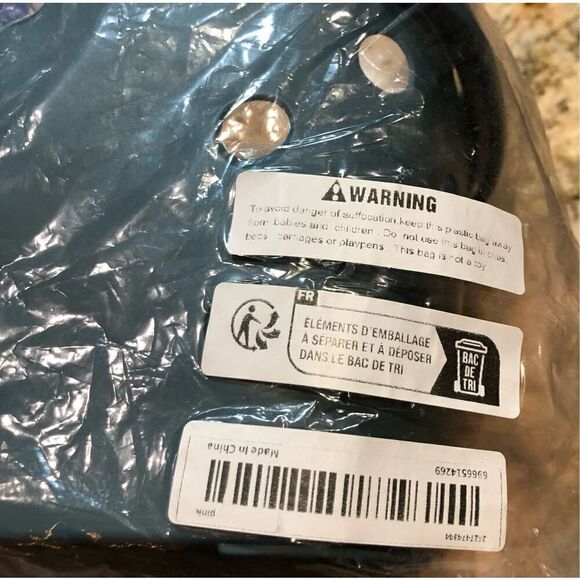 WARNING
To avoid danger of suffocation,keep this plastic bag away
from babies and children. Do not use this bag in cribs,
beds carriages or playpens. This bag is not a toy
FR
ÉLÉMENTS D'EMBALLAGE
À SÉPARER ET À DÉPOSER
DANS LE BAC DE TRI
BAC
DE
TRI
Made In China
6966514269
pink